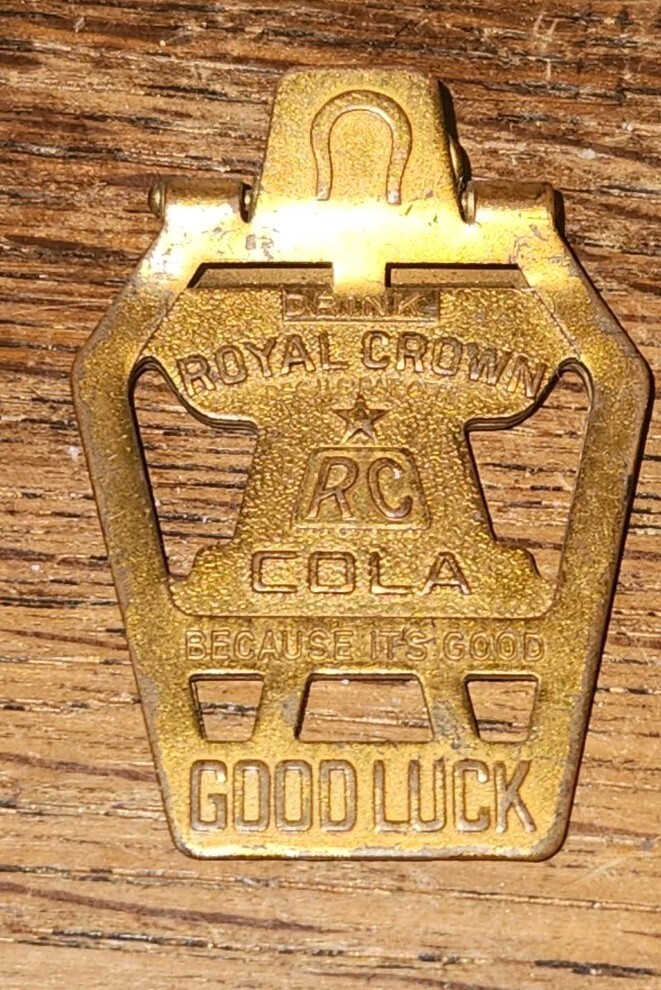 DRINK
ROYAL CROWN
RC
COLA
BECAUSE IT'S GOOD
GOOD LUCK